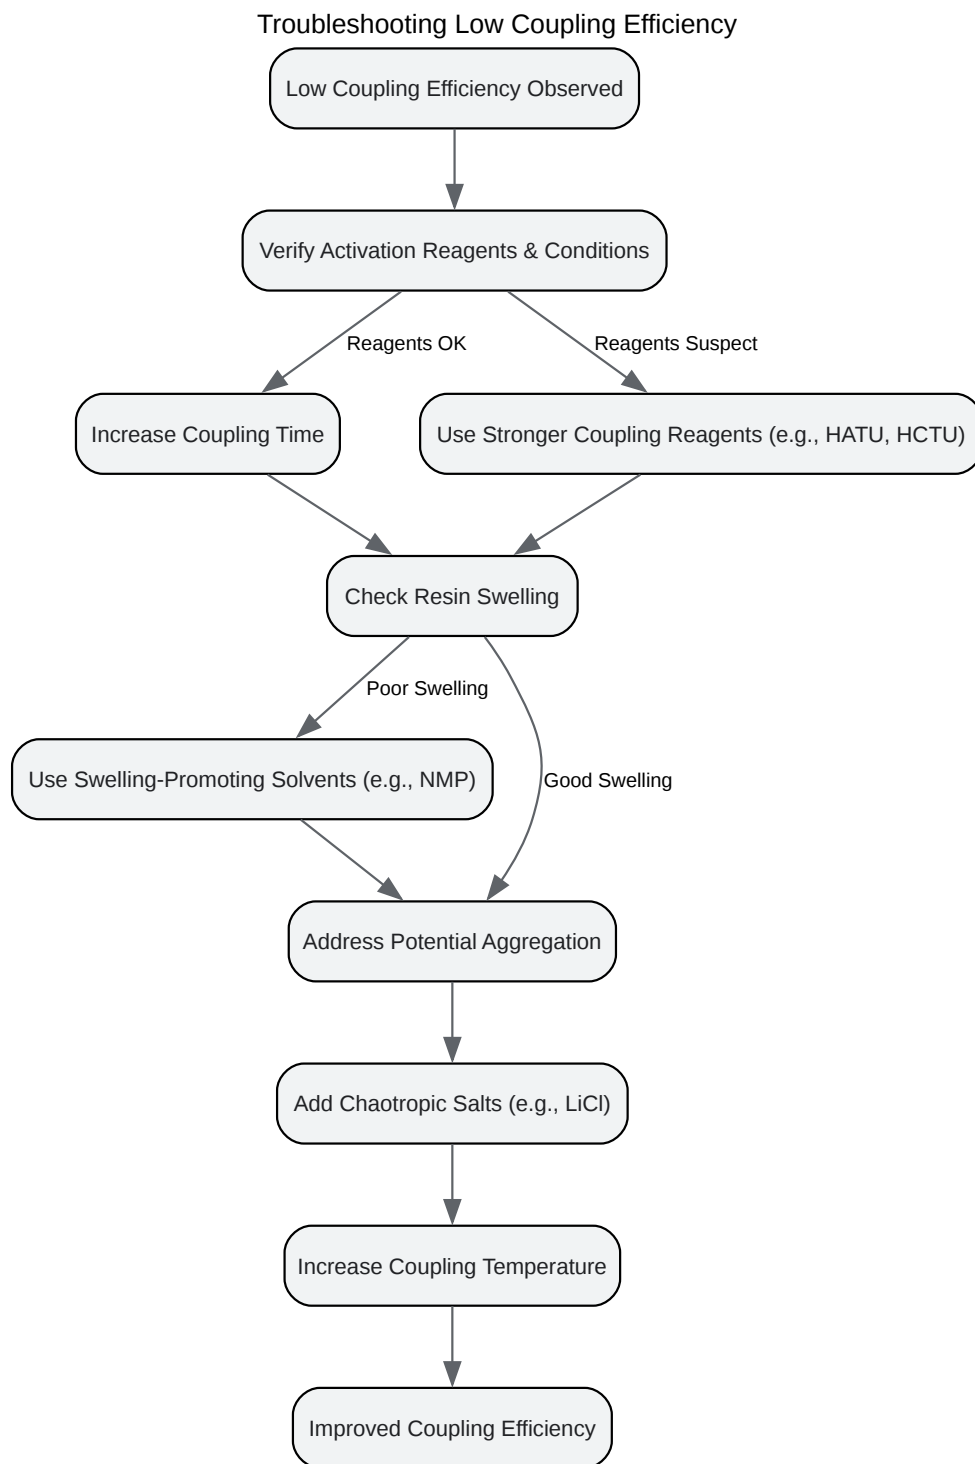 Troubleshooting Low Coupling Efficiency
Low Coupling Efficiency Observed
Verify Activation Reagents & Conditions
Reagents OK
Reagents Suspect
Increase Coupling Time
Use Stronger Coupling Reagents (e.g., HATU, HCTU)
Check Resin Swelling
Poor Swelling
Use Swelling-Promoting Solvents (e.g., NMP)
Good Swelling
Address Potential Aggregation
Add Chaotropic Salts (e.g., LiCl)
Increase Coupling Temperature
Improved Coupling Efficiency